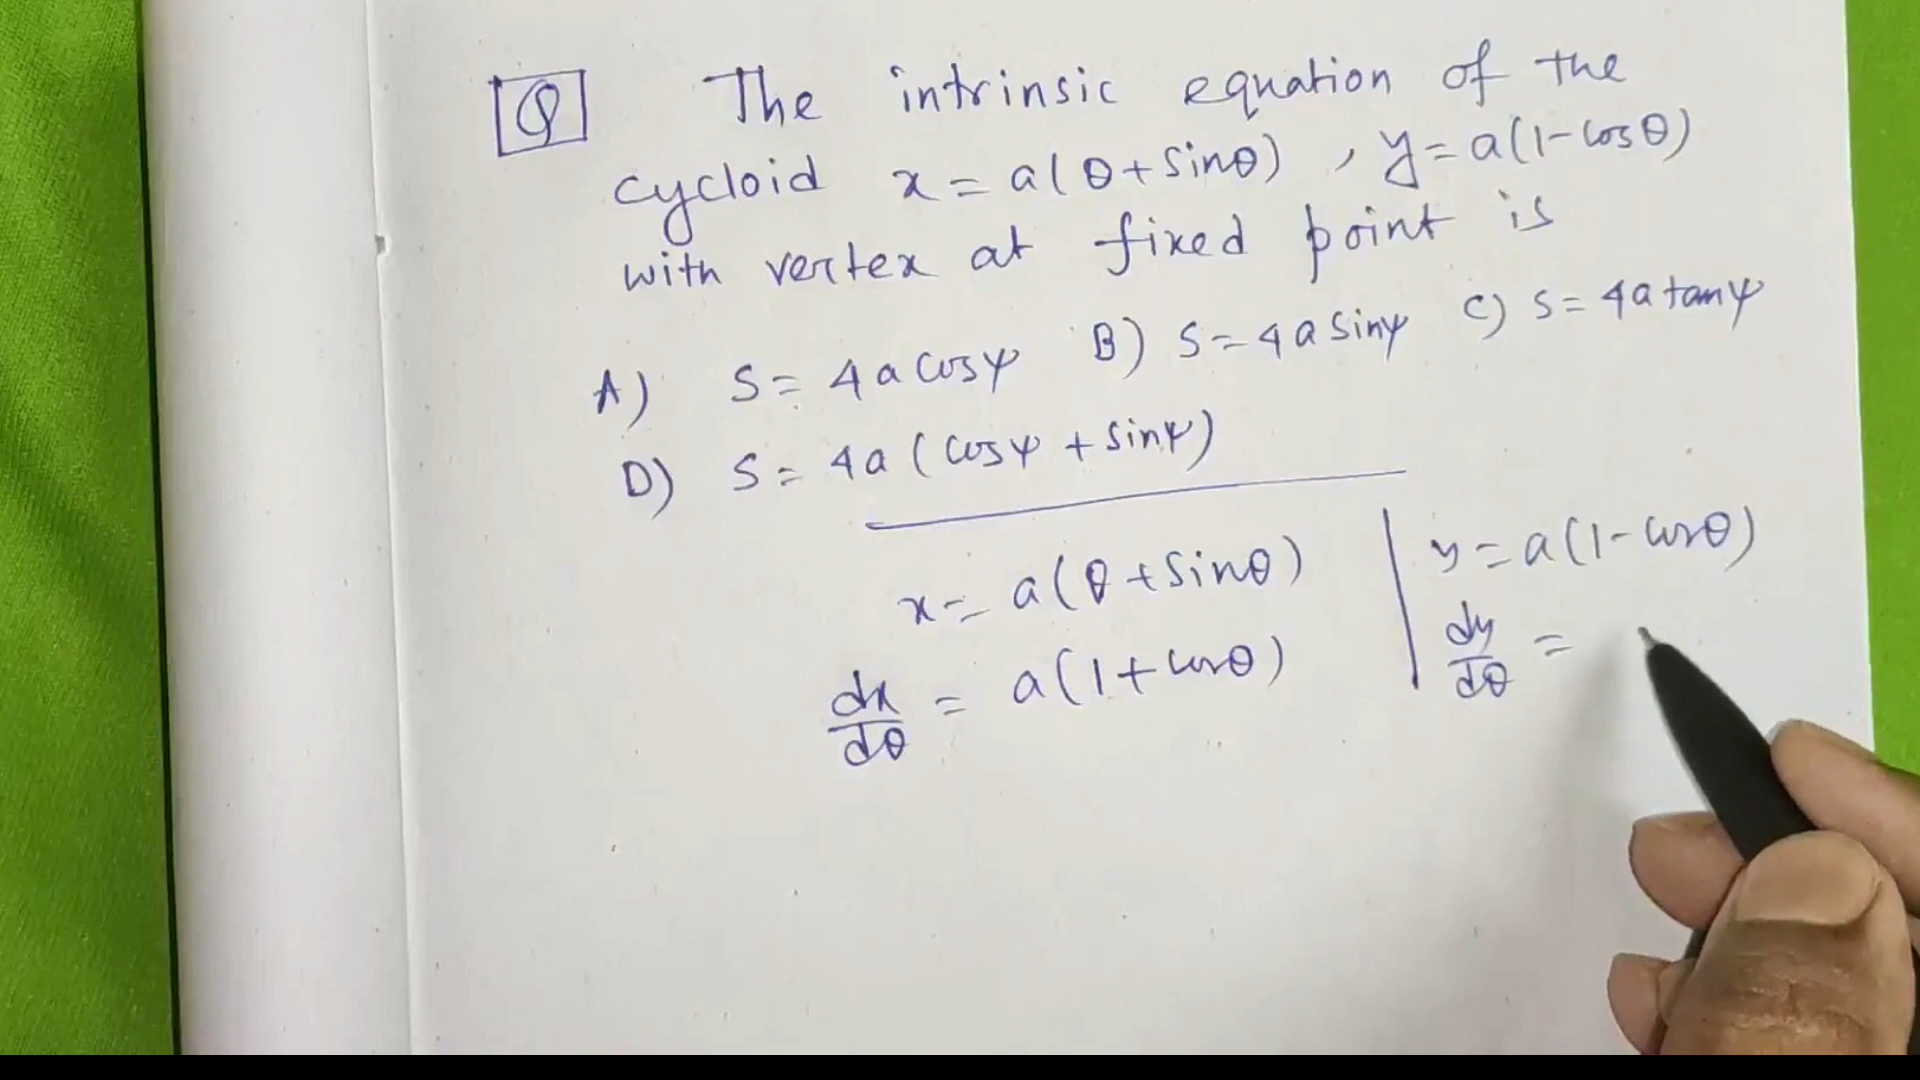 Q The intrinsic equation of the
cycloid x = a(θ + sinθ), y = a(1 - cosθ)
with vertex at fixed point is
A) S = 4a cosψ B) S = 4a sinψ C) S = 4a tanψ
D) S = 4a (cosψ + sinψ)
x = a(θ + sinθ) | y = a(1 - cosθ)
dx/dθ = a(1 + cosθ) | dy/dθ =